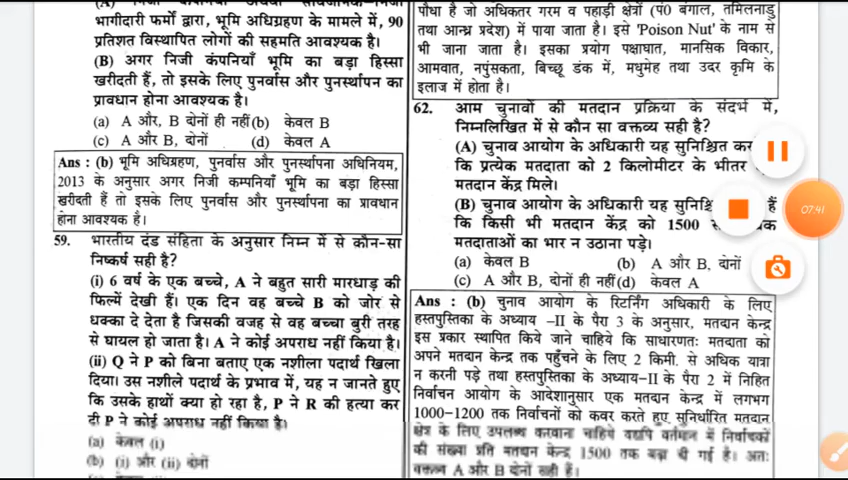 भागीदारी फर्मों द्वारा, भूमि अधिग्रहण के मामले में, 90
प्रतिशत विस्थापित लोगों की सहमति आवश्यक है।
(B) अगर निजी कंपनियाँ भूमि का बड़ा हिस्सा
खरीदती हैं, तो इसके लिए पुनर्वास और पुनर्स्थापन का
प्रावधान होना आवश्यक है।
(a) A और, B दोनों ही नहीं (b) केवल B
(c) A और B, दोनों (d) केवल A
Ans : (b) भूमि अधिग्रहण, पुनर्वास और पुनर्स्थापना अधिनियम,
2013 के अनुसार अगर निजी कम्पनियाँ भूमि का बड़ा हिस्सा
खरीदती हैं तो इसके लिए पुनर्वास और पुनर्स्थापना का प्रावधान
होना आवश्यक है।
59. भारतीय दंड संहिता के अनुसार निम्न में से कौन-सा
निष्कर्ष सही है?
(i) 6 वर्ष के एक बच्चे, A ने बहुत सारी मारधाड़ की
फिल्में देखी हैं। एक दिन वह बच्चे B को जोर से
धक्का दे देता है जिसकी वजह से वह बच्चा बुरी तरह
से घायल हो जाता है। A ने कोई अपराध नहीं किया है।
(ii) Q ने P को बिना बताए एक नशीला पदार्थ खिला
दिया। उस नशीले पदार्थ के प्रभाव में, यह न जानते हुए
कि उसके हाथों क्या हो रहा है, P ने R की हत्या कर
दी P ने कोई अपराध नहीं किया है।
(a) केवल (i)
(b) (i) और (ii) दोनों
पौधा है जो अधिकतर गरम व पहाड़ी क्षेत्रों (पं0 बंगाल, तमिलनाडु
तथा आन्ध्र प्रदेश) में पाया जाता है। इसे 'Poison Nut' के नाम से
भी जाना जाता है। इसका प्रयोग पक्षाघात, मानसिक विकार,
आमवात, नपुंसकता, बिच्छू डंक में, मधुमेह तथा उदर कृमि के
इलाज में होता है।
62. आम चुनावों की मतदान प्रक्रिया के संदर्भ में,
निम्नलिखित में से कौन सा वक्तव्य सही है?
(A) चुनाव आयोग के अधिकारी यह सुनिश्चित कर
कि प्रत्येक मतदाता को 2 किलोमीटर के भीतर
मतदान केंद्र मिले।
(B) चुनाव आयोग के अधिकारी यह हैं
कि किसी भी मतदान केंद्र को 1500
मतदाताओं का भार न उठाना पड़े।
(a) केवल B (b) A और B, दोनों
(c) A और B, दोनों ही नहीं (d) केवल A
Ans : (b) चुनाव आयोग के रिटर्निंग अधिकारी के लिए
हस्तपुस्तिका के अध्याय –II के पैरा 3 के अनुसार, मतदान केन्द्र
इस प्रकार स्थापित किये जाने चाहिये कि साधारणतः मतदाता को
अपने मतदान केन्द्र तक पहुँचने के लिए 2 किमी. से अधिक यात्रा
न करनी पड़े तथा हस्तपुस्तिका के अध्याय–II के पैरा 2 में निहित
निर्वाचन आयोग के आदेशानुसार एक मतदान केन्द्र में लगभग
1000–1200 तक निर्वाचनों को कवर करते हुए सुनिर्धारित मतदान
क्षेत्र के लिए उपलब्ध करवाना चाहिये यद्यपि वर्तमान में निर्वाचकों
की संख्या प्रति मतदान केन्द्र 1500 तक बढ़ा दी गई है। अतः
वक्तव्य A और B दोनों सही हैं।
07:41